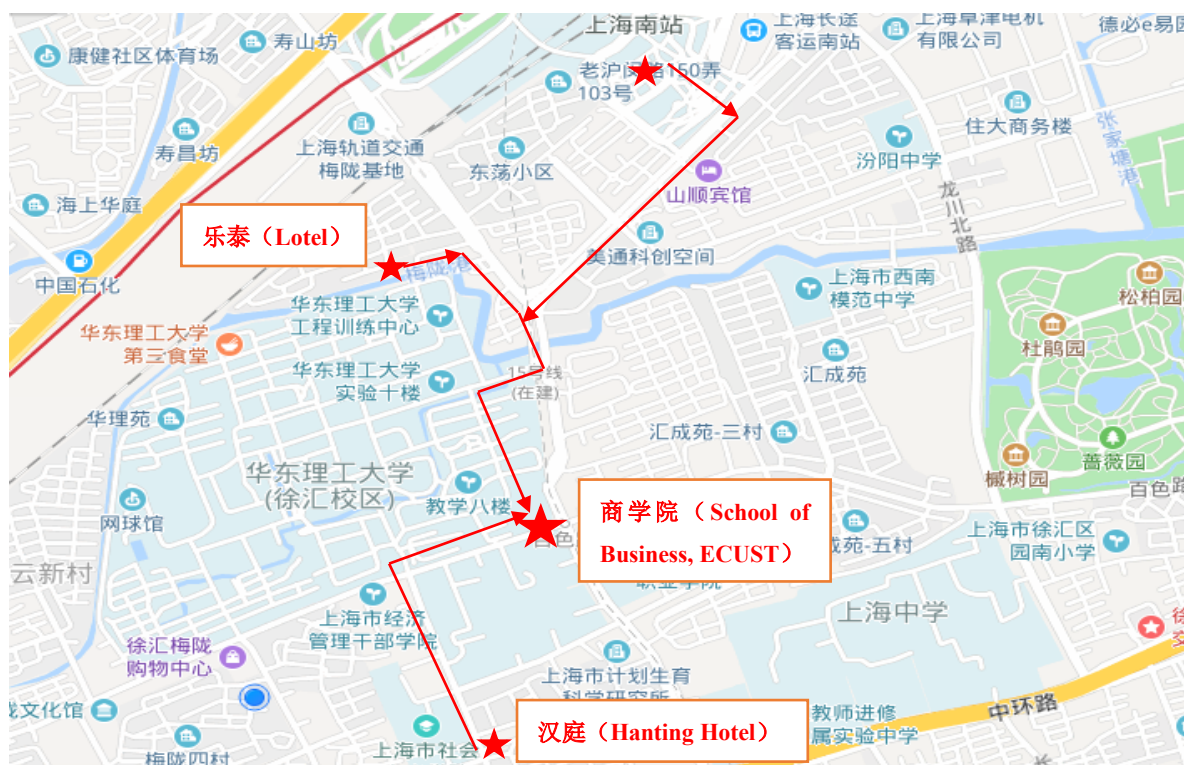 上海南站
上海长途
客运南站
上海草津电机
有限公司
德必e易园
寿山坊
康健社区体育场
老沪闵路150弄
103号
住大商务楼
张家塘港
寿昌坊
上海轨道交通
梅陇基地
东荡小区
汾阳中学
山顺宾馆
龙川北路
海上华庭
乐泰（Lotel）
美通科创空间
中国石化
梅陇港
上海市西南
模范中学
松柏园
华东理工大学
工程训练中心
华东理工大学
第三食堂
杜鹃园
华东理工大学
实验十楼
15号线
(在建)
汇成苑
华理苑
汇成苑-三村
蔷薇园
槭树园
华东理工大学
(徐汇校区)
百色路
教学八楼
网球馆
商学院（School of
Business, ECUST）
百色
苑-五村
上海市徐汇区
园南小学
云新村
职业学院
上海市经济
管理干部学院
上海中学
徐汇梅陇
购物中心
上海市计划生育
科学研究所
中环路
文化馆
汉庭（Hanting Hotel）
教师进修
属实验中学
上海市社会
梅陇四村